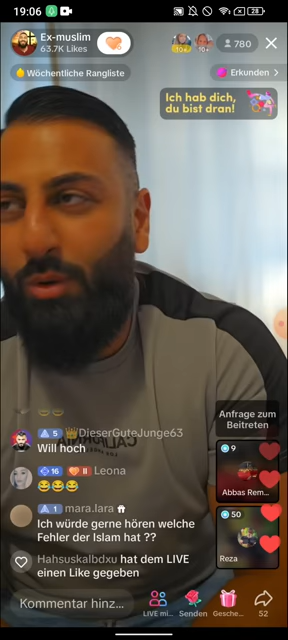 19:06
28
Ex-muslim
63.7K Likes
10+
10+
780
Wöchentliche Rangliste
Erkunden
Ich hab dich,
du bist dran!
5 DieserGuteJunge63
Will hoch
16 II Leona
1 mara.lara
Ich würde gerne hören welche
Fehler der Islam hat ??
Hahsuskalbdxu hat dem LIVE
einen Like gegeben
Anfrage zum
Beitreten
9
Abbas Rem...
50
Reza
Kommentar hinz...
LIVE mi...
Senden
Gesche...
52